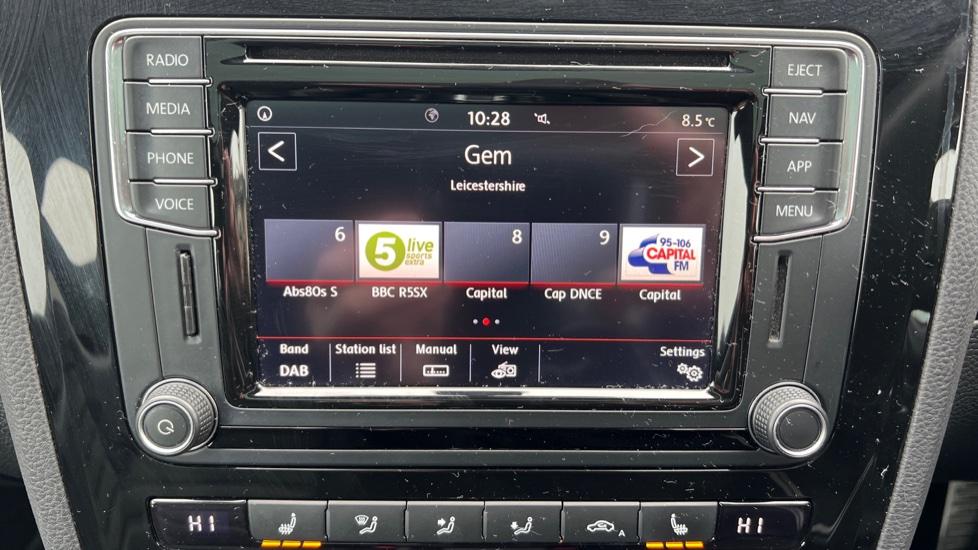 RADIO
MEDIA
PHONE
VOICE
EJECT
NAV
APP
MENU
10:28
8.5°C
Gem
Leicestershire
6
5 live
sports
extra
8
9
95-106
CAPITAL
FM
Abs80s S
BBC R5SX
Capital
Cap DNCE
Capital
Band
DAB
Station list
Manual
View
Settings
HI
A
HI